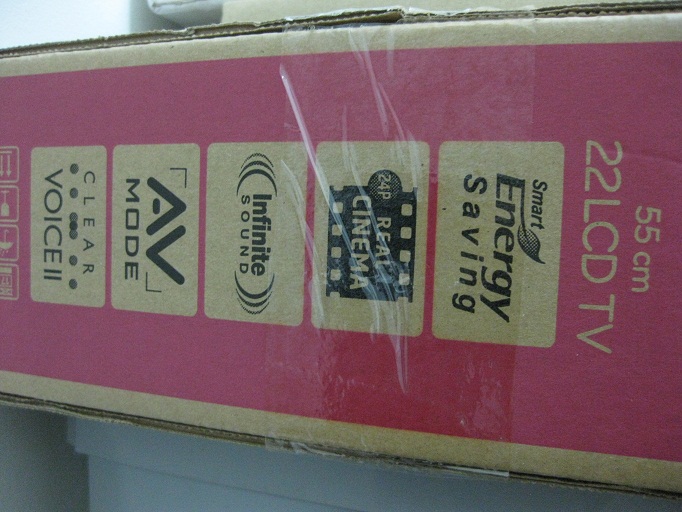 55 cm
22LCD TV
Smart
Energy
Saving
24P REAL
CINEMA
Infinite
SOUND
AV
MODE
CLEAR
VOICE II